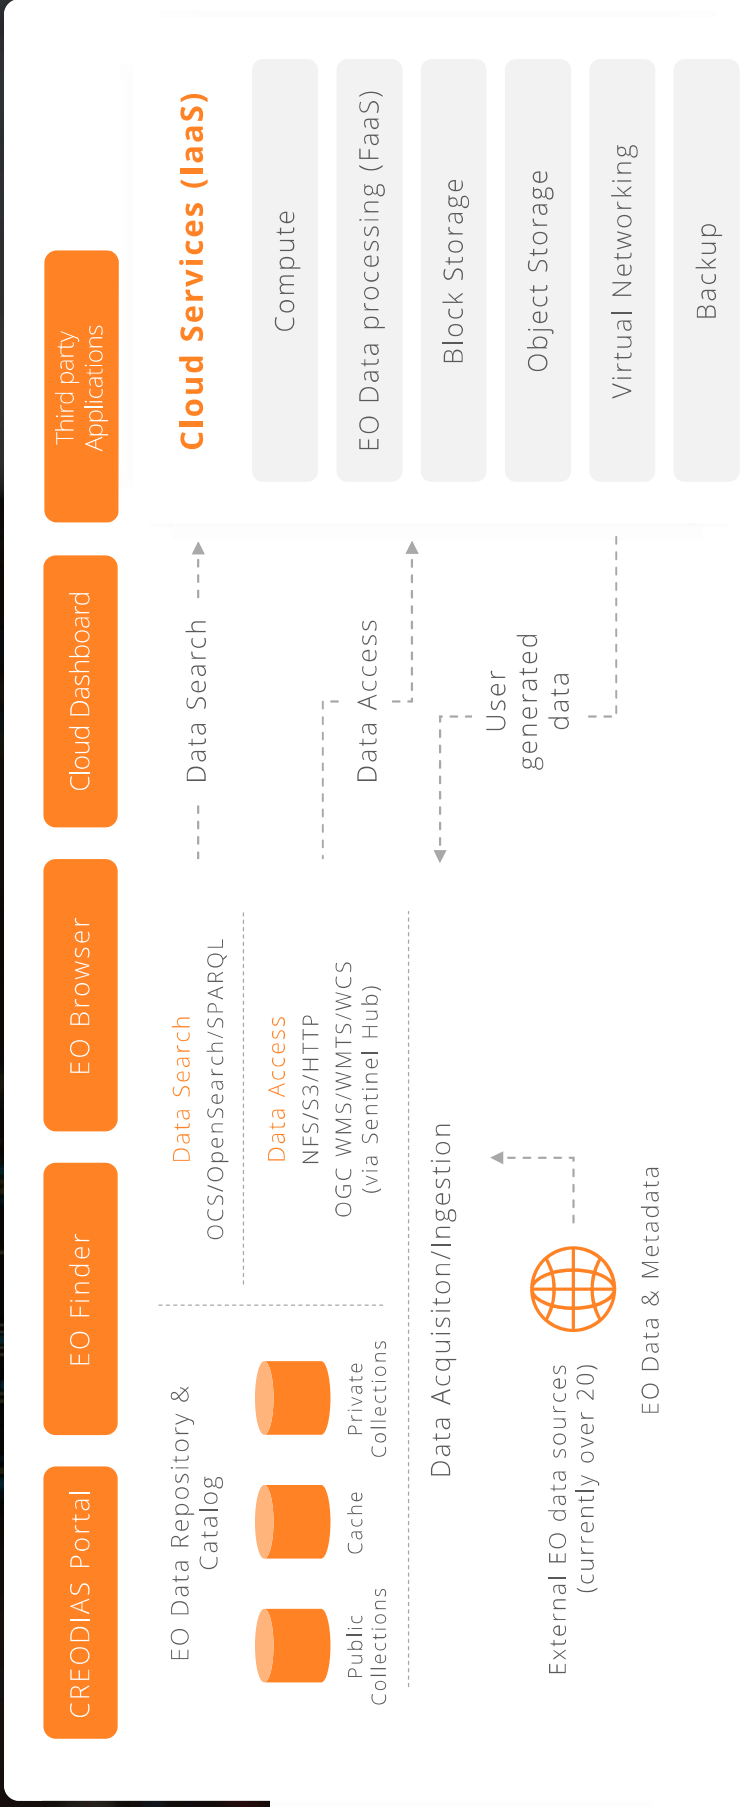 CREODIAS Portal
EO Finder
EO Browser
Cloud Dashboard
Third party
Applications
EO Data Repository &
Catalog
Public
Collections
Cache
Private
Collections
Data Search
OCS/OpenSearch/SPARQL
Data Access
NFS/S3/HTTP
OGC WMS/WMTS/WCS
(via Sentinel Hub)
Data Acquisiton/Ingestion
External EO data sources
(currently over 20)
EO Data & Metadata
Data Search
Data Access
User
generated
data
Cloud Services (IaaS)
Compute
EO Data processing (FaaS)
Block Storage
Object Storage
Virtual Networking
Backup